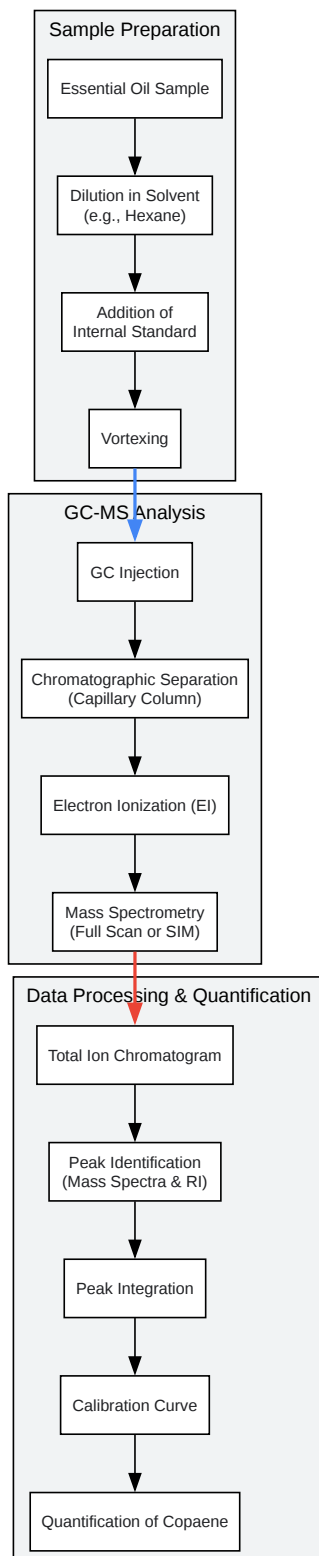 Sample Preparation
Essential Oil Sample
Dilution in Solvent
(e.g., Hexane)
Addition of
Internal Standard
Vortexing
GC-MS Analysis
GC Injection
Chromatographic Separation
(Capillary Column)
Electron Ionization (EI)
Mass Spectrometry
(Full Scan or SIM)
Data Processing & Quantification
Total Ion Chromatogram
Peak Identification
(Mass Spectra & RI)
Peak Integration
Calibration Curve
Quantification of Copaene